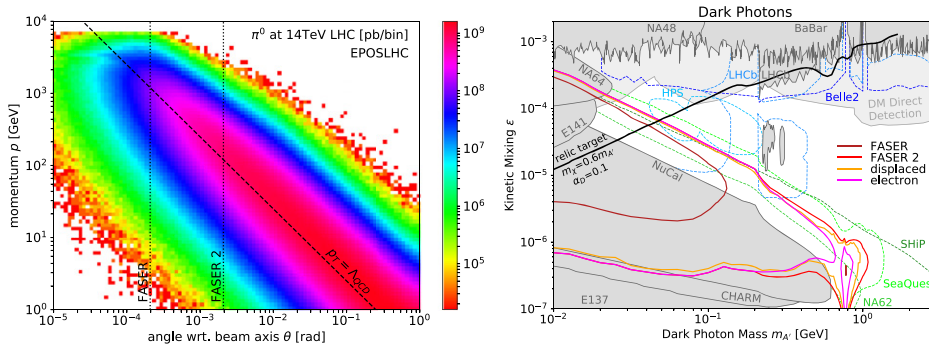 π⁰ at 14TeV LHC [pb/bin]
EPOSLHC
momentum p [GeV]
10⁴
10³
10²
10¹
10⁰
FASER
FASER 2
p_T = Λ_QCD
10⁻⁵
10⁻⁴
10⁻³
10⁻²
10⁻¹
10⁰
angle wrt. beam axis θ [rad]
10⁹
10⁸
10⁷
10⁶
10⁵
Dark Photons
Kinetic Mixing ε
10⁻³
10⁻⁴
10⁻⁵
10⁻⁶
10⁻⁷
NA48
BaBar
NA64
LHCb
LHCb
HPS
Belle2
DM Direct
Detection
E141
relic target
m_χ=0.6m_A'
α_D=0.1
NuCal
FASER
FASER 2
displaced
electron
SHiP
SeaQues
NA62
CHARM
E137
10⁻²
10⁻¹
10⁰
Dark Photon Mass m_A' [GeV]